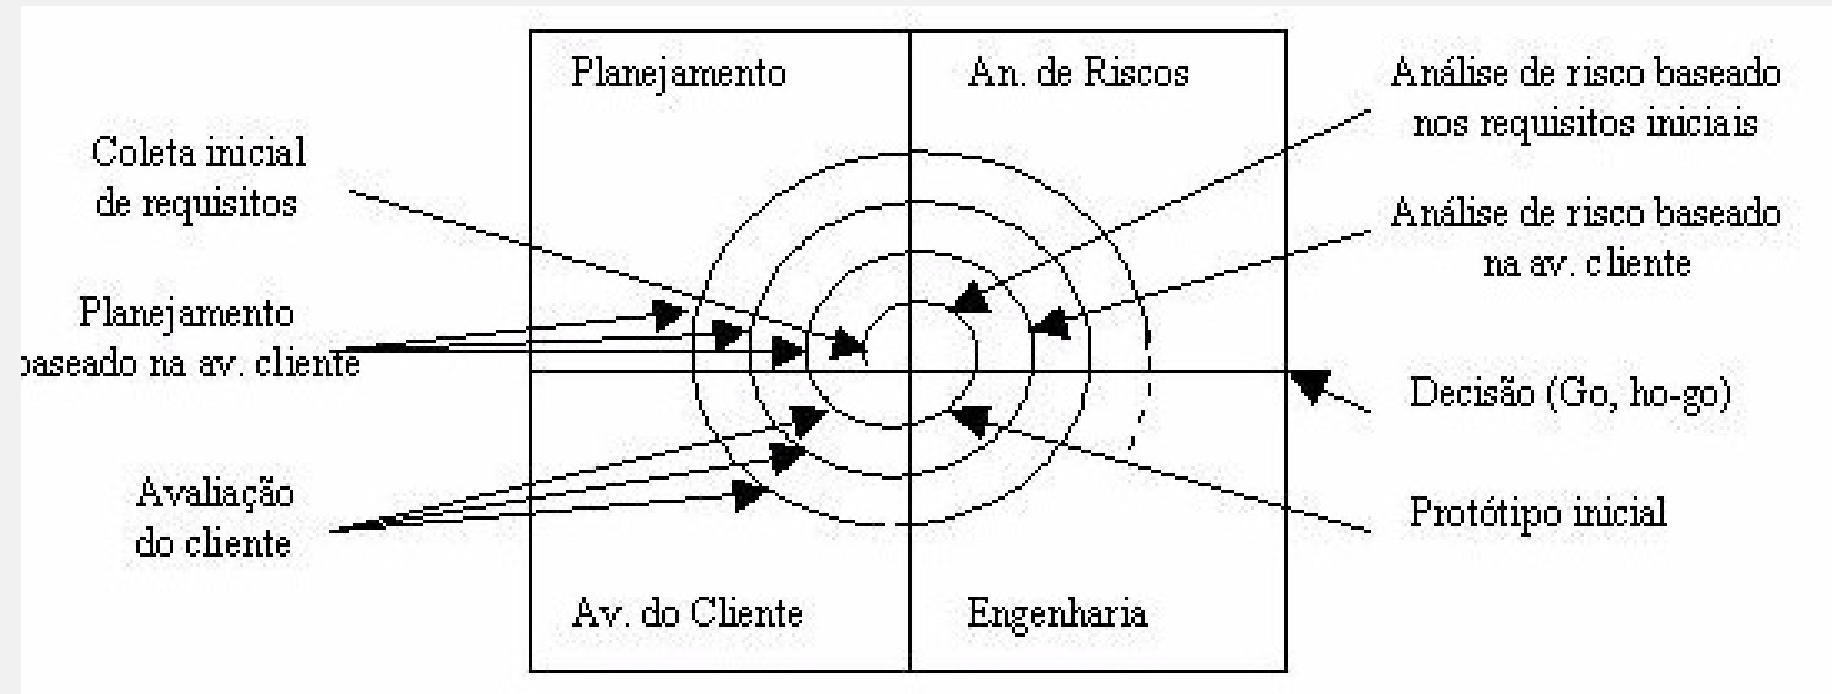 Planejamento
An. de Riscos
Coleta inicial
de requisitos
Planejamento
baseado na av. cliente
Avaliação
do cliente
Análise de risco baseado
nos requisitos iniciais
Análise de risco baseado
na av. cliente
Decisão (Go, ho-go)
Protótipo inicial
Av. do Cliente
Engenharia